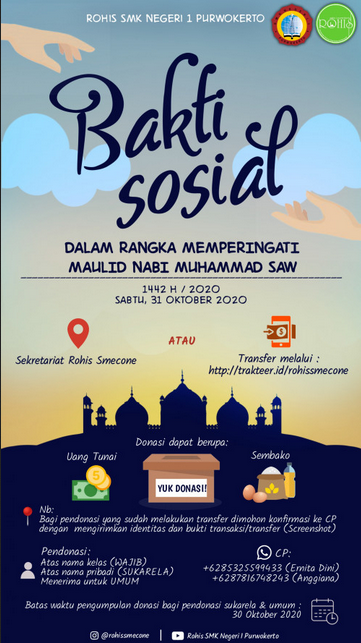 ROHIS SMK NEGERI 1 PURWOKERTO
ROHIS
Bakti
sosial
DALAM RANGKA MEMPERINGATI
MAULID NABI MUHAMMAD SAW
1442 H / 2020
SABTU, 31 OKTOBER 2020
ATAU
Sekretariat Rohis Smecone
Transfer melalui :
http://trakteer.id/rohissmecone
Donasi dapat berupa:
Uang Tunai
Sembako
YUK DONASI!
Nb:
Bagi pendonasi yang sudah melakukan transfer dimohon konfirmasi ke CP
dengan mengirimkan identitas dan bukti transaksi/transfer (Screenshot)
Pendonasi:
Atas nama kelas (WAJIB)
Atas nama pribadi (SUKARELA)
Menerima untuk UMUM
CP:
+6285325599433 (Ernita Dini)
+6287816748243 (Anggiana)
Batas waktu pengumpulan donasi bagi pendonasi sukarela & umum :
30 Oktober 2020
@rohissmecone
Rohis SMK Negeri 1 Purwokerto